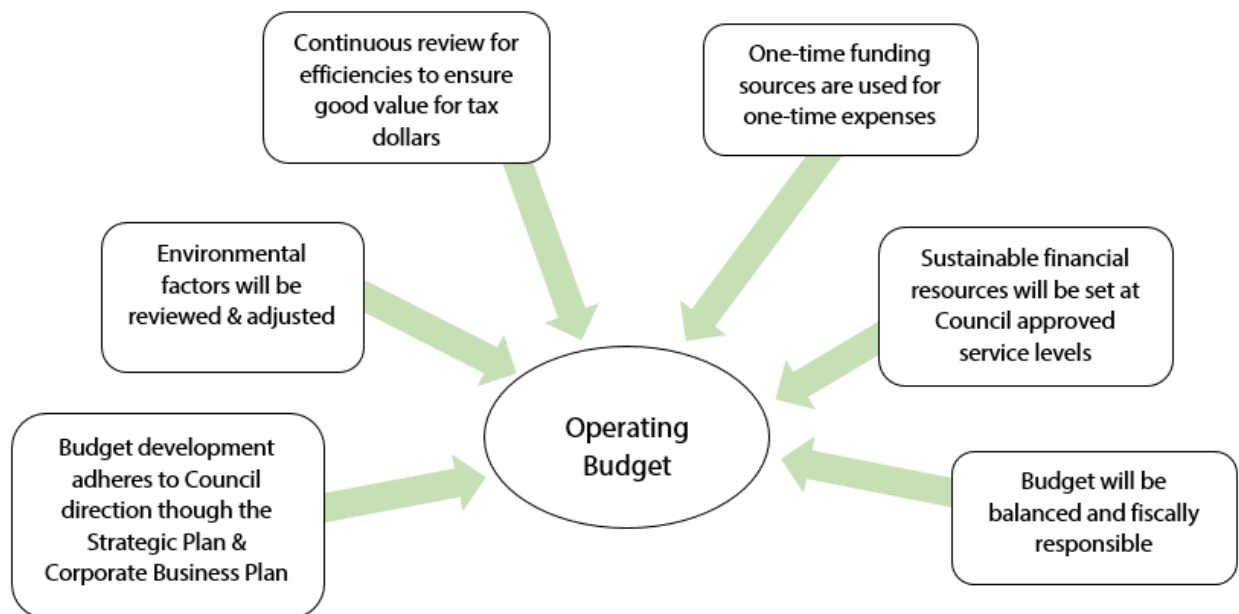 Continuous review for
efficiencies to ensure
good value for tax
dollars
One-time funding
sources are used for
one-time expenses
Environmental
factors will be
reviewed & adjusted
Sustainable financial
resources will be set at
Council approved
service levels
Operating
Budget
Budget development
adheres to Council
direction though the
Strategic Plan &
Corporate Business Plan
Budget will be
balanced and fiscally
responsible